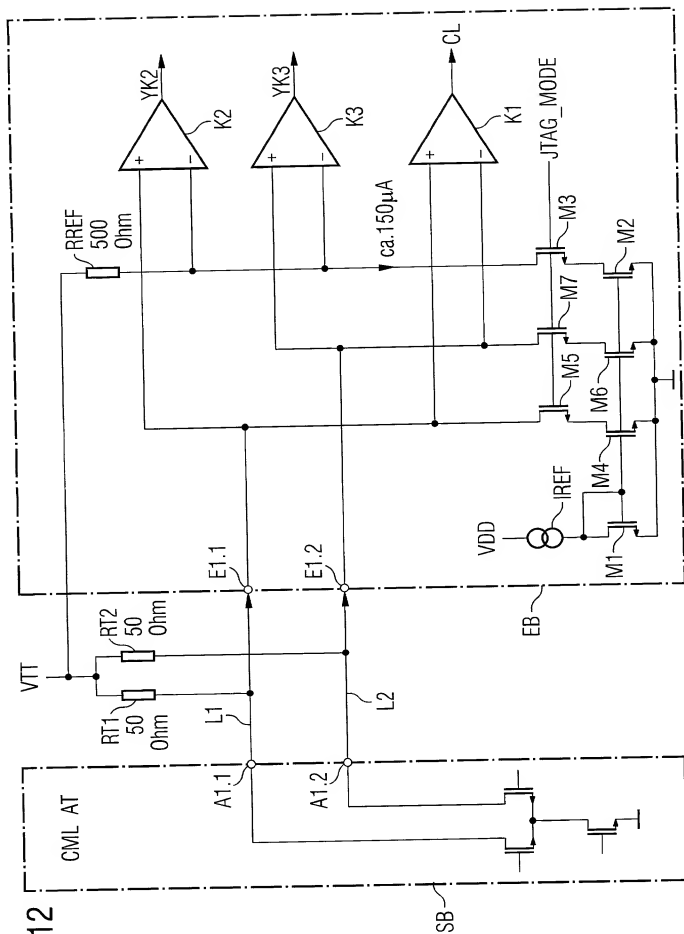 12
CML AT
SB
A1.1
A1.2
VTT
RT1
50
Ohm
RT2
50
Ohm
L1
L2
E1.1
E1.2
EB
RREF
500
Ohm
+
-
K2
YK2
+
-
K3
YK3
+
-
K1
CL
ca.150µA
JTAG_MODE
M3
M7
M5
M2
M6
M4
VDD
IREF
M1